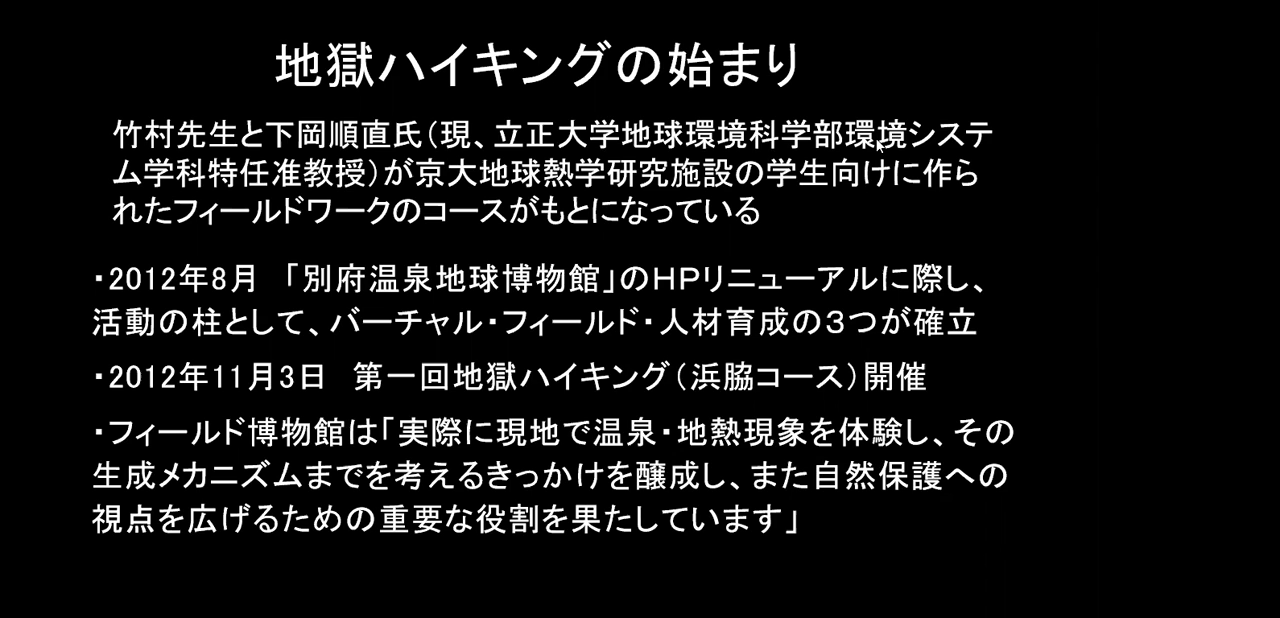 地獄ハイキングの始まり
竹村先生と下岡順直氏(現、立正大学地球環境科学部環境システ
ム学科特任准教授)が京大地球熱学研究施設の学生向けに作ら
れたフィールドワークのコースがもとになっている
・2012年8月 「別府温泉地球博物館」のHPリニューアルに際し、
活動の柱として、バーチャル・フィールド・人材育成の3つが確立
・2012年11月3日 第一回地獄ハイキング(浜脇コース)開催
・フィールド博物館は「実際に現地で温泉・地熱現象を体験し、その
生成メカニズムまでを考えるきっかけを醸成し、また自然保護への
視点を広げるための重要な役割を果たしています」